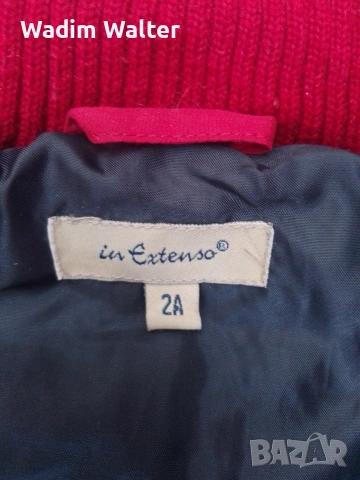 Wadim Walter
in Extenso®
2A
BAZAR